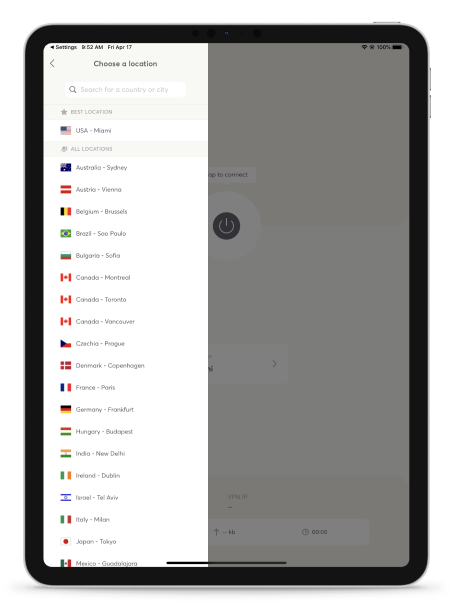 Settings 9:52 AM Fri Apr 17
100%
Choose a location
Search for a country or city
BEST LOCATION
USA - Miami
ALL LOCATIONS
Australia - Sydney
Tap to connect
Austria - Vienna
Belgium - Brussels
Brazil - Sao Paulo
Bulgaria - Sofia
Canada - Montreal
Canada - Toronto
Canada - Vancouver
Czechia - Prague
Denmark - Copenhagen
France - Paris
Germany - Frankfurt
Hungary - Budapest
India - New Delhi
Ireland - Dublin
Israel - Tel Aviv
VPN IP
--
Italy - Milan
-- kb
00:00
Japan - Tokyo
Mexico - Guadalajara